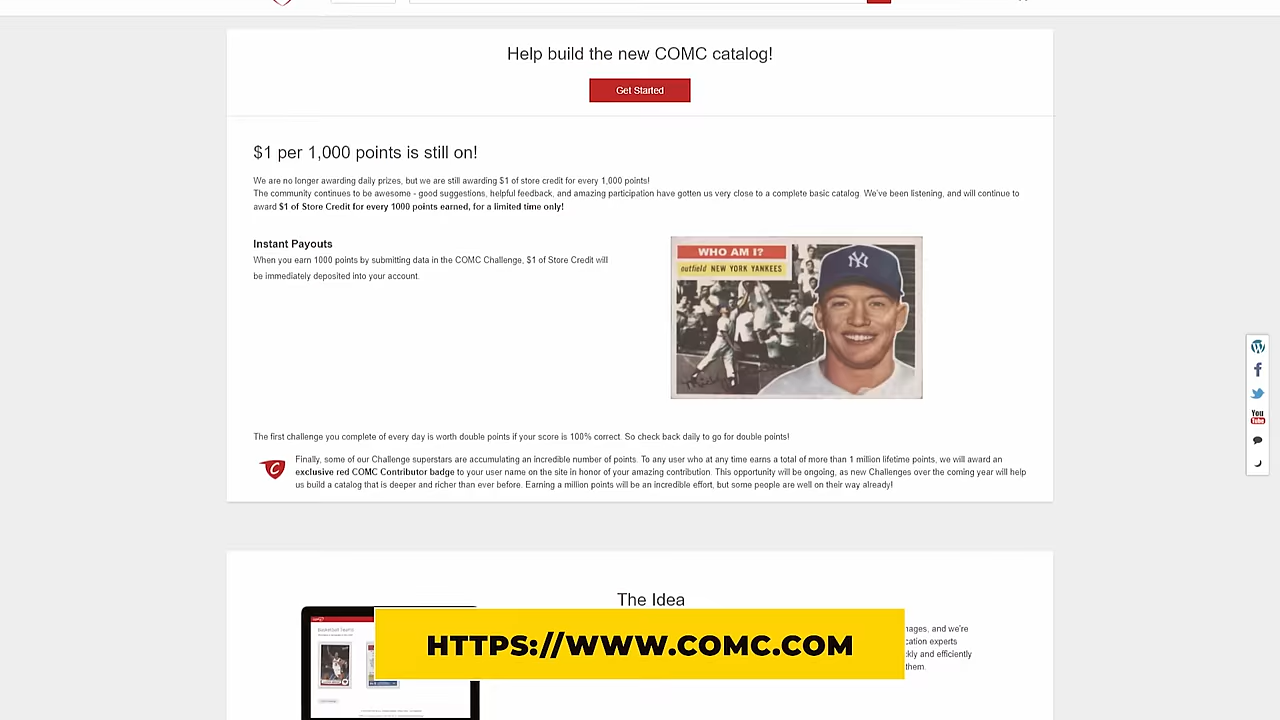 Help build the new COMC catalog!
Get Started
$1 per 1,000 points is still on!
We are no longer awarding daily prizes, but we are still awarding $1 of store credit for every 1,000 points!
The community continues to be awesome - good suggestions, helpful feedback, and amazing participation have gotten us very close to a complete basic catalog. We've been listening, and will continue to
award $1 of Store Credit for every 1000 points earned, for a limited time only!
Instant Payouts
When you earn 1000 points by submitting data in the COMC Challenge, $1 of Store Credit will
be immediately deposited into your account.
WHO AM I?
outfield NEW YORK YANKEES
NY
You
Tube
The first challenge you complete of every day is worth double points if your score is 100% correct. So check back daily to go for double points!
Finally, some of our Challenge superstars are accumulating an incredible number of points. To any user who at any time earns a total of more than 1 million lifetime points, we will award an
exclusive red COMC Contributor badge to your user name on the site in honor of your amazing contribution. This opportunity will be ongoing, as new Challenges over the coming year will help
us build a catalog that is deeper and richer than ever before. Earning a million points will be an incredible effort, but some people are well on their way already!
The Idea
and we're
experts
and efficiently
them.
HTTPS://WWW.COMC.COM